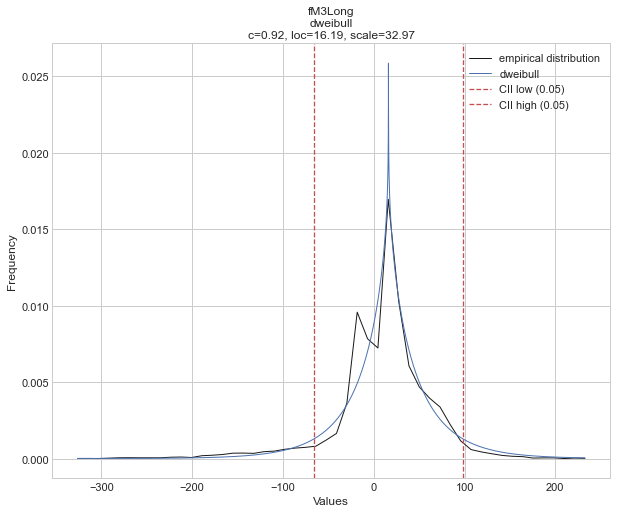 fM3Long
dweibull
c=0.92, loc=16.19, scale=32.97
empirical distribution
dweibull
CII low (0.05)
CII high (0.05)
0.025
0.020
0.015
0.010
0.005
0.000
Frequency
−300
−200
−100
0
100
200
Values